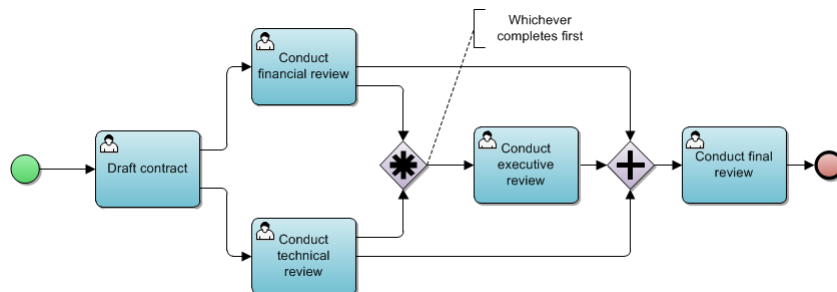 Whichever
completes first
Conduct
financial review
Draft contract
Conduct
executive
review
Conduct final
review
Conduct
technical
review